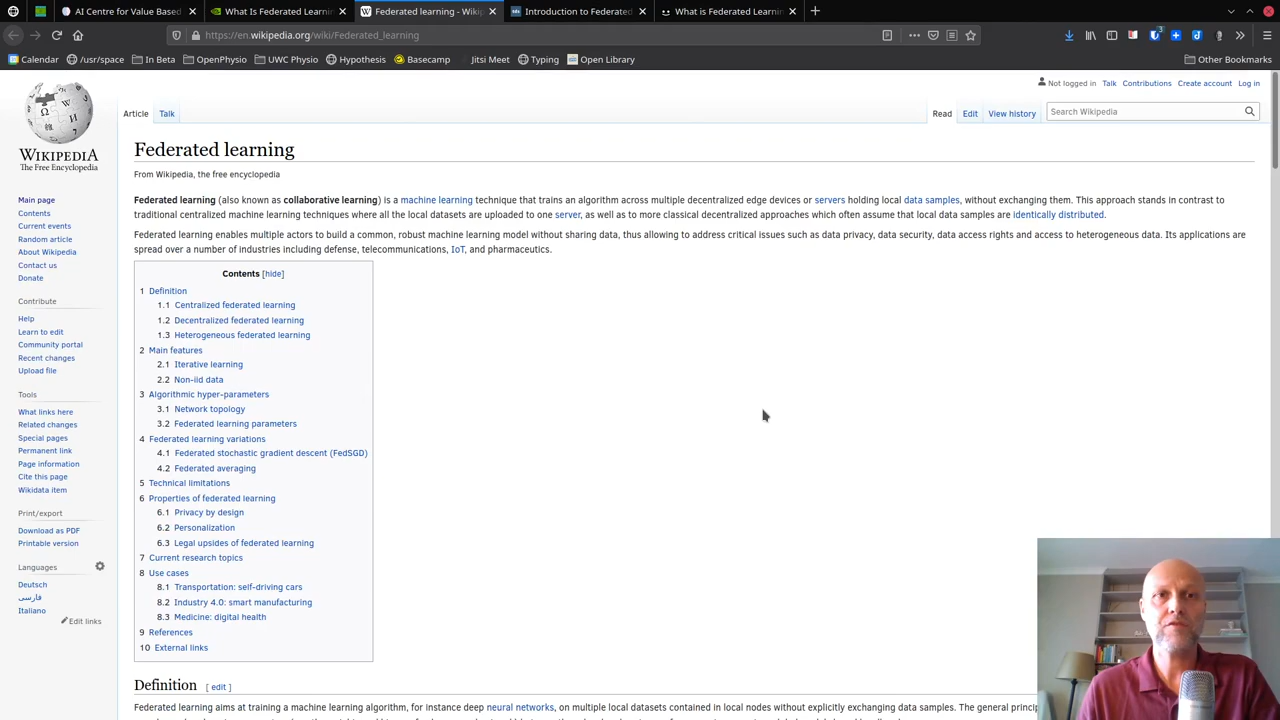 AI Centre for Value Based
What Is Federated Learning
Federated learning - Wikip
Introduction to Federated
What is Federated Learnin
https://en.wikipedia.org/wiki/Federated_learning
Calendar
/usr/space
In Beta
OpenPhysio
UWC Physio
Hypothesis
Basecamp
Jitsi Meet
Typing
Open Library
Other Bookmarks
Not logged in Talk Contributions Create account Log in
Article Talk
Read Edit View history
Search Wikipedia
WIKIPEDIA
The Free Encyclopedia
Main page
Contents
Current events
Random article
About Wikipedia
Contact us
Donate
Contribute
Help
Learn to edit
Community portal
Recent changes
Upload file
Tools
What links here
Related changes
Special pages
Permanent link
Page information
Cite this page
Wikidata item
Print/export
Download as PDF
Printable version
Languages
Deutsch
فارسی
Italiano
Edit links
Federated learning
From Wikipedia, the free encyclopedia
Federated learning (also known as collaborative learning) is a machine learning technique that trains an algorithm across multiple decentralized edge devices or servers holding local data samples, without exchanging them. This approach stands in contrast to
traditional centralized machine learning techniques where all the local datasets are uploaded to one server, as well as to more classical decentralized approaches which often assume that local data samples are identically distributed.
Federated learning enables multiple actors to build a common, robust machine learning model without sharing data, thus allowing to address critical issues such as data privacy, data security, data access rights and access to heterogeneous data. Its applications are
spread over a number of industries including defense, telecommunications, IoT, and pharmaceutics.
Contents [hide]
1 Definition
1.1 Centralized federated learning
1.2 Decentralized federated learning
1.3 Heterogeneous federated learning
2 Main features
2.1 Iterative learning
2.2 Non-iid data
3 Algorithmic hyper-parameters
3.1 Network topology
3.2 Federated learning parameters
4 Federated learning variations
4.1 Federated stochastic gradient descent (FedSGD)
4.2 Federated averaging
5 Technical limitations
6 Properties of federated learning
6.1 Privacy by design
6.2 Personalization
6.3 Legal upsides of federated learning
7 Current research topics
8 Use cases
8.1 Transportation: self-driving cars
8.2 Industry 4.0: smart manufacturing
8.3 Medicine: digital health
9 References
10 External links
Definition [ edit ]
Federated learning aims at training a machine learning algorithm, for instance deep neural networks, on multiple local datasets contained in local nodes without explicitly exchanging data samples. The general princip